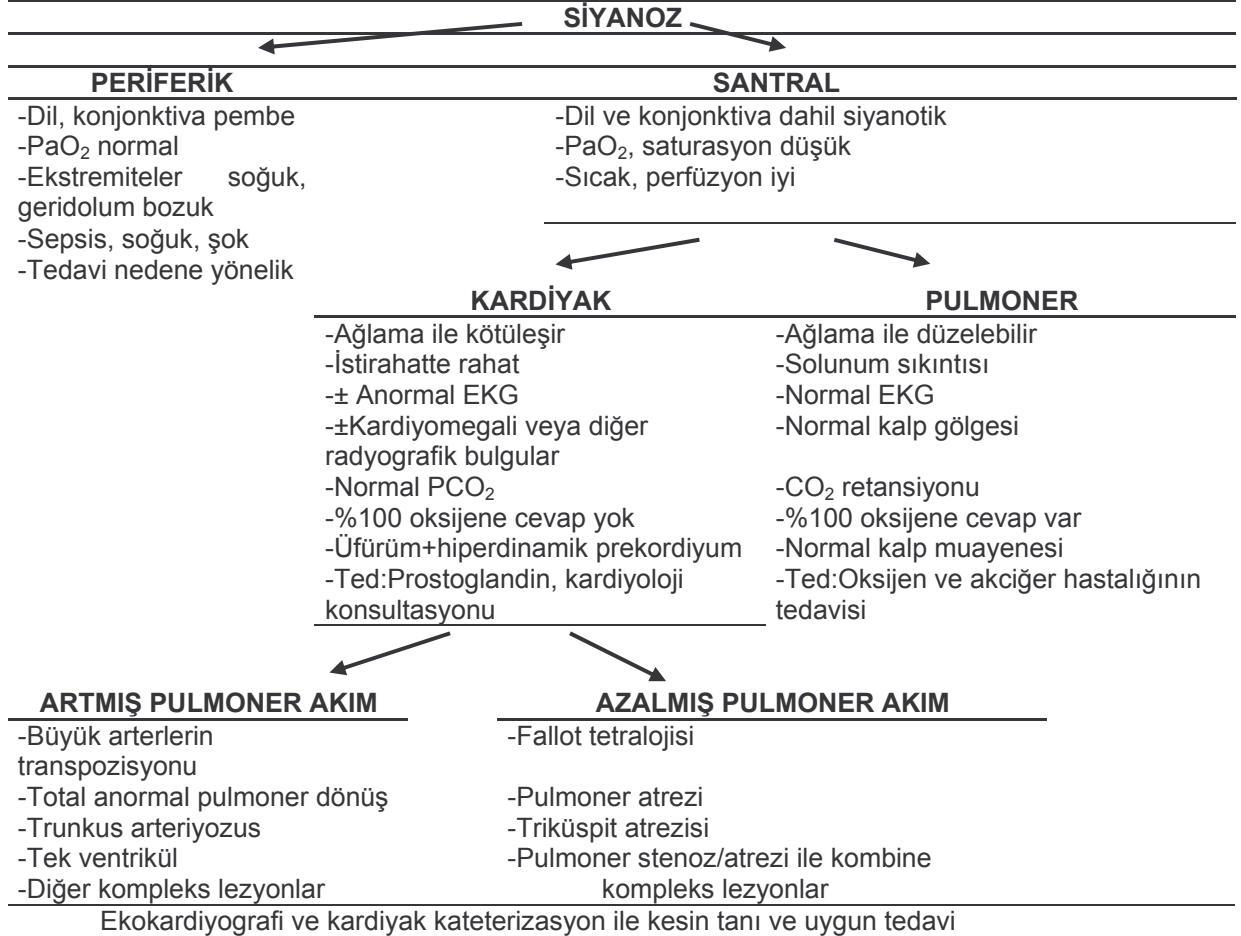 SİYANOZ
PERİFERİK
-Dil, konjonktiva pembe
-PaO₂ normal
-Ekstremiteler soğuk,
geridolum bozuk
-Sepsis, soğuk, şok
-Tedavi nedene yönelik
SANTRAL
-Dil ve konjonktiva dahil siyanotik
-PaO₂, saturasyon düşük
-Sıcak, perfüzyon iyi
KARDİYAK
-Ağlama ile kötüleşir
-İstirahatte rahat
-± Anormal EKG
-±Kardiyomegali veya diğer
radyografik bulgular
-Normal PCO₂
-%100 oksijene cevap yok
-Üfürüm+hiperdinamik prekordiyum
-Ted:Prostoglandin, kardiyoloji
konsultasyonu
PULMONER
-Ağlama ile düzelebilir
-Solunum sıkıntısı
-Normal EKG
-Normal kalp gölgesi
-CO₂ retansiyonu
-%100 oksijene cevap var
-Normal kalp muayenesi
-Ted:Oksijen ve akciğer hastalığının
tedavisi
ARTMIŞ PULMONER AKIM
-Büyük arterlerin
transpozisyonu
-Total anormal pulmoner dönüş
-Trunkus arteriyozus
-Tek ventrikül
-Diğer kompleks lezyonlar
AZALMIŞ PULMONER AKIM
-Fallot tetralojisi
-Pulmoner atrezi
-Triküspit atrezisi
-Pulmoner stenoz/atrezi ile kombine
kompleks lezyonlar
Ekokardiyografi ve kardiyak kateterizasyon ile kesin tanı ve uygun tedavi